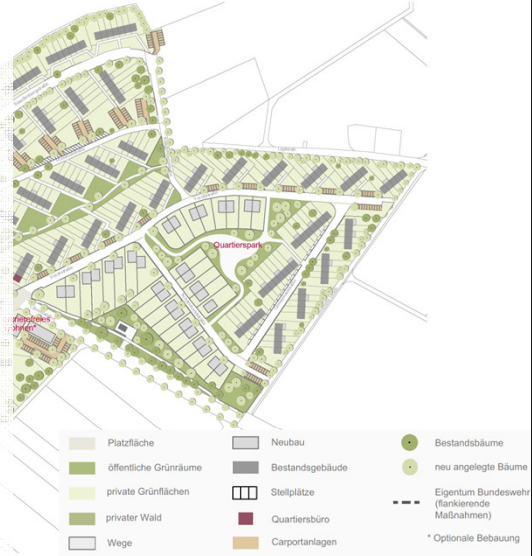 Quartierspark
Platzfläche
öffentliche Grünräume
private Grünflächen
privater Wald
Wege
Neubau
Bestandsgebäude
Stellplätze
Quartiersbüro
Carportanlagen
Bestandsbäume
neu angelegte Bäume
Eigentum Bundeswehr
(flankierende
Maßnahmen)
* Optionale Bebauung